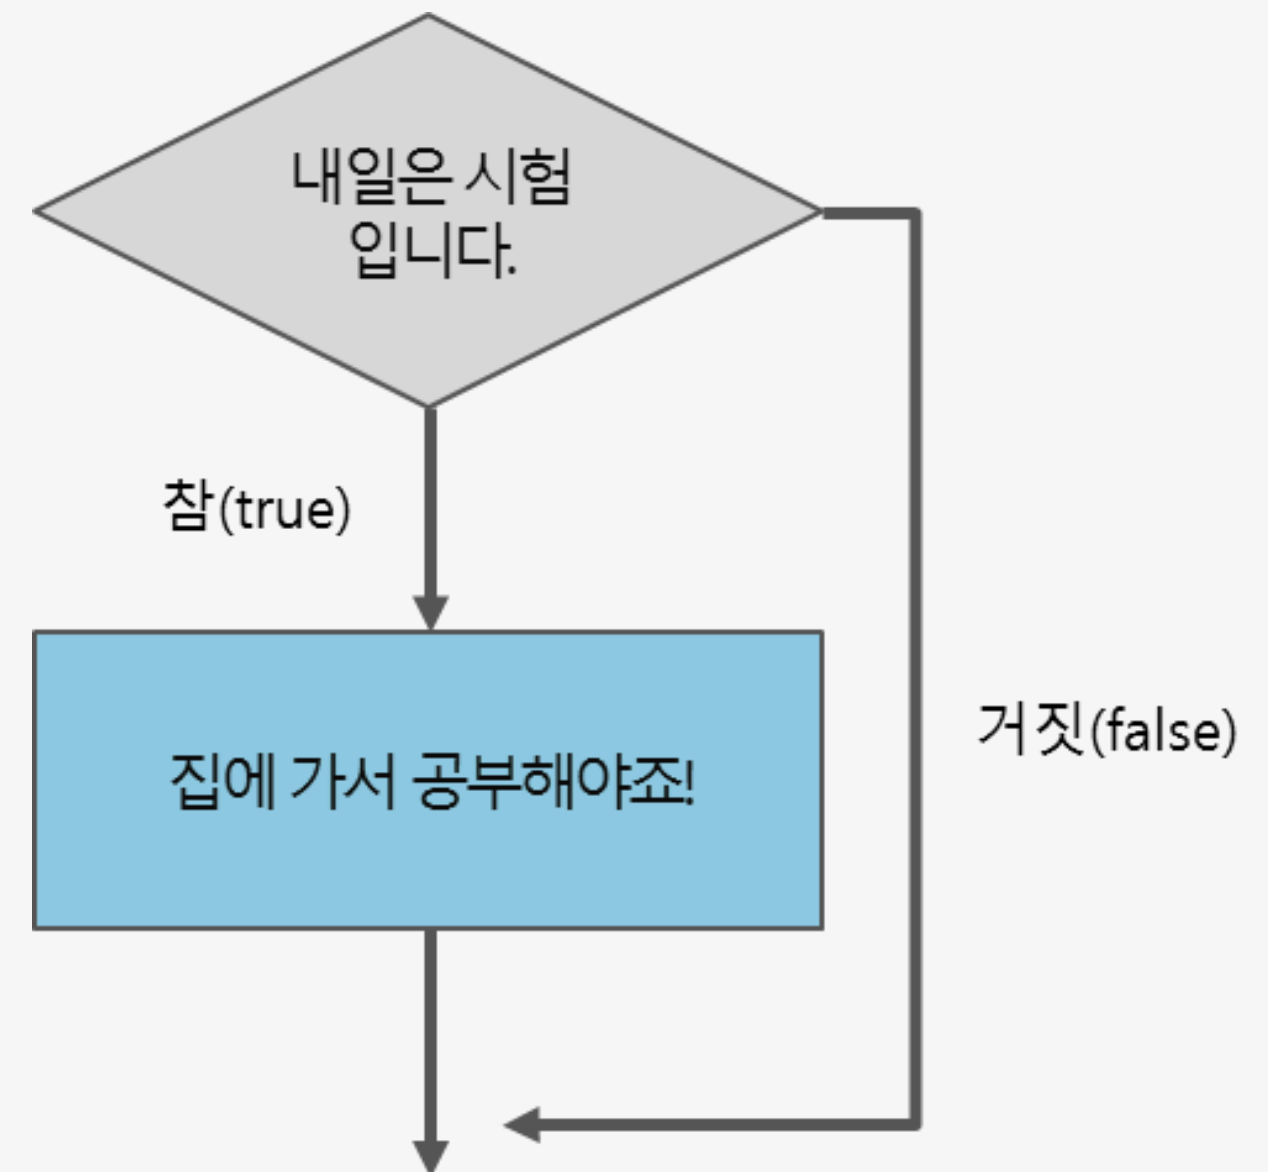 내일은 시험
입니다.
참(true)
거짓(false)
집에 가서 공부해야죠!